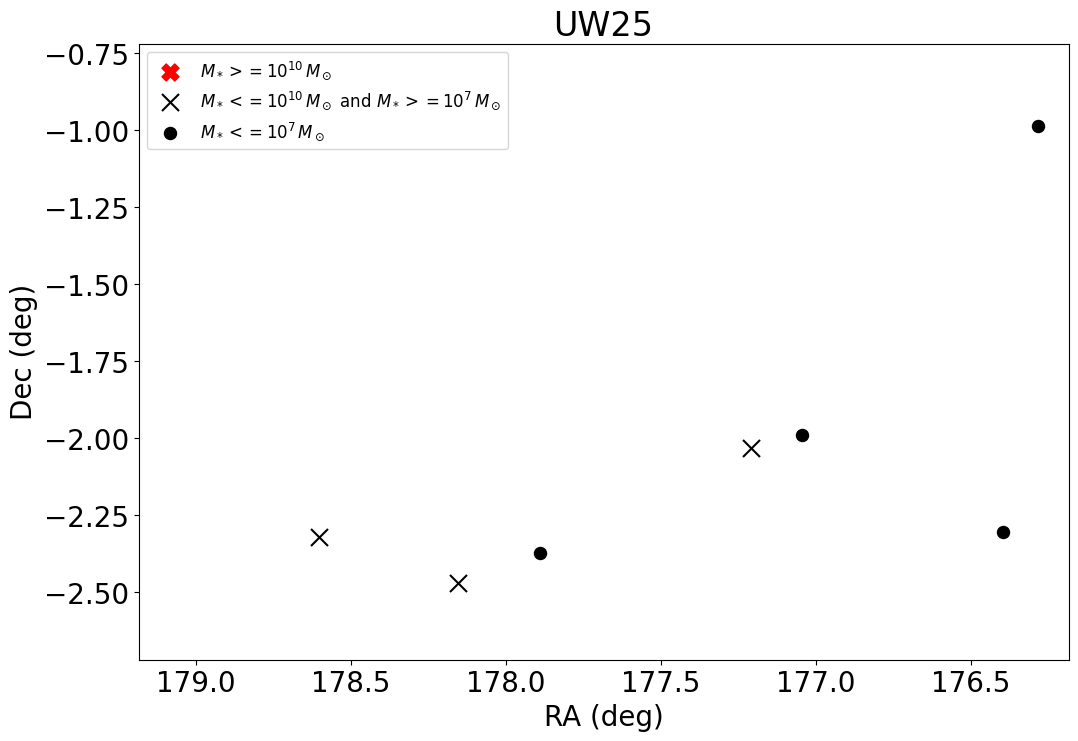 UW25
M* >= 10^10 M⊙
M* <= 10^10 M⊙ and M* >= 10^7 M⊙
M* <= 10^7 M⊙
−0.75
−1.00
−1.25
−1.50
−1.75
−2.00
−2.25
−2.50
Dec (deg)
179.0 178.5 178.0 177.5 177.0 176.5
RA (deg)